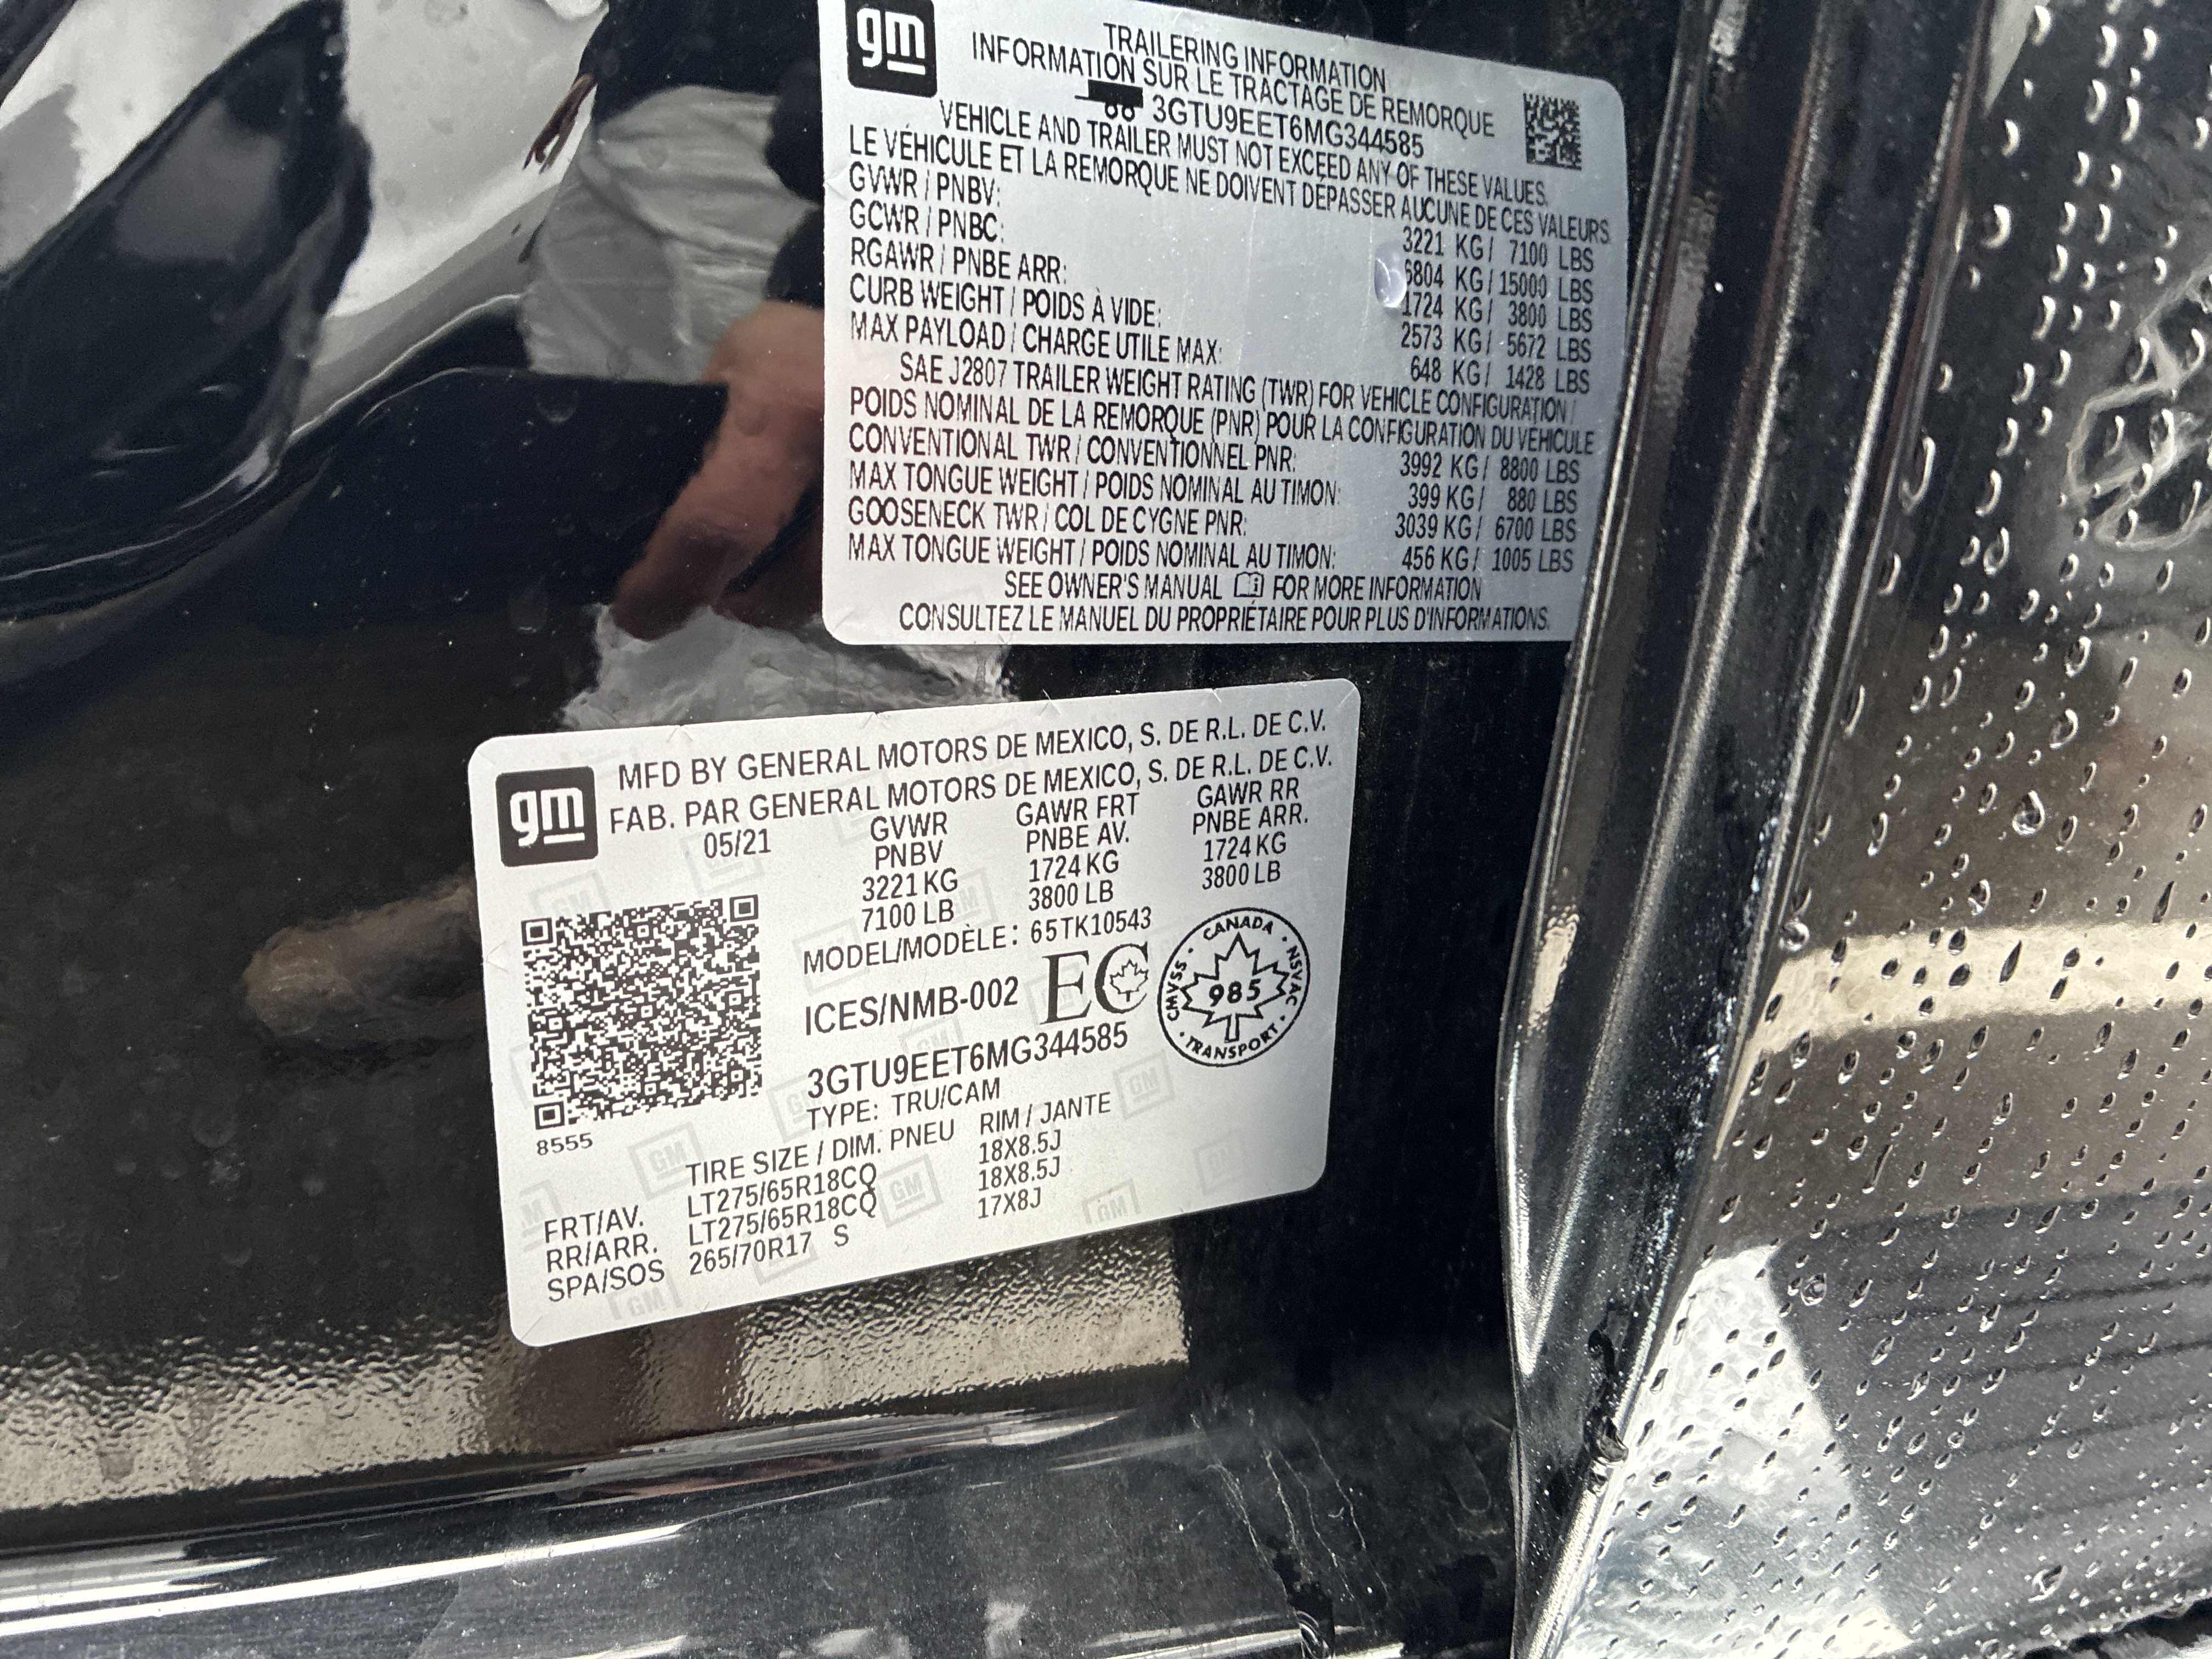 gm
TRAILERING INFORMATION
INFORMATION SUR LE TRACTAGE DE REMORQUE
3GTU9EET6MG344585
VEHICLE AND TRAILER MUST NOT EXCEED ANY OF THESE VALUES.
LE VÉHICULE ET LA REMORQUE NE DOIVENT DÉPASSER AUCUNE DE CES VALEURS.
GVWR / PNBV: 3221 KG / 7100 LBS
GCWR / PNBC: 6804 KG / 15000 LBS
RGAWR / PNBE ARR: 1724 KG / 3800 LBS
CURB WEIGHT / POIDS À VIDE: 2573 KG / 5672 LBS
MAX PAYLOAD / CHARGE UTILE MAX: 648 KG / 1428 LBS
SAE J2807 TRAILER WEIGHT RATING (TWR) FOR VEHICLE CONFIGURATION /
POIDS NOMINAL DE LA REMORQUE (PNR) POUR LA CONFIGURATION DU VÉHICULE
CONVENTIONAL TWR / CONVENTIONNEL PNR: 3992 KG / 8800 LBS
MAX TONGUE WEIGHT / POIDS NOMINAL AU TIMON: 399 KG / 880 LBS
GOOSENECK TWR / COL DE CYGNE PNR: 3039 KG / 6700 LBS
MAX TONGUE WEIGHT / POIDS NOMINAL AU TIMON: 456 KG / 1005 LBS
SEE OWNER'S MANUAL FOR MORE INFORMATION
CONSULTEZ LE MANUEL DU PROPRIÉTAIRE POUR PLUS D'INFORMATIONS.
gm
MFD BY GENERAL MOTORS DE MEXICO, S. DE R.L. DE C.V.
FAB. PAR GENERAL MOTORS DE MEXICO, S. DE R.L. DE C.V.
05/21 GVWR GAWR FRT GAWR RR
PNBV PNBE AV. PNBE ARR.
3221 KG 1724 KG 1724 KG
7100 LB 3800 LB 3800 LB
MODEL/MODÈLE: 65TK10543
ICES/NMB-002 EC
CANADA NSVAC TRANSPORT CMVSS
985
3GTU9EET6MG344585
TYPE: TRU/CAM
8555
TIRE SIZE / DIM. PNEU RIM / JANTE
FRT/AV. LT275/65R18CQ 18X8.5J
RR/ARR. LT275/65R18CQ 18X8.5J
SPA/SOS 265/70R17 S 17X8J